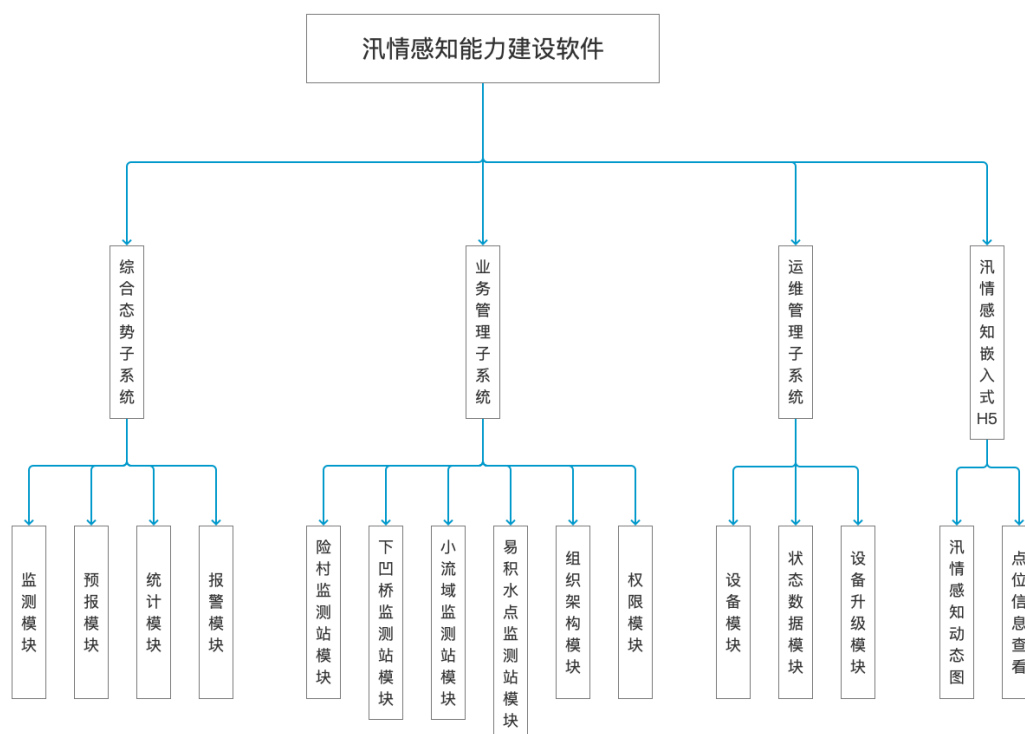 汛情感知能力建设软件
综合态势子系统
业务管理子系统
运维管理子系统
汛情感知嵌入式H5
监测模块
预报模块
统计模块
报警模块
险村监测站模块
下凹桥监测站模块
小流域监测站模块
易积水点监测站模块
组织架构模块
权限模块
设备模块
状态数据模块
设备升级模块
汛情感知动态图
点位信息查看